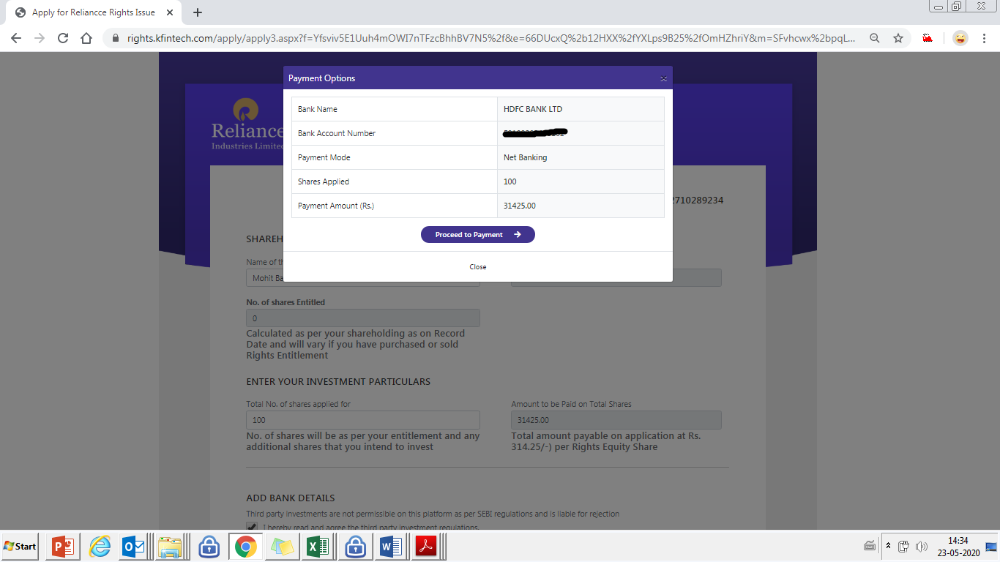 Apply for Reliancce Rights Issue
rights.kfintech.com/apply/apply3.aspx?f=Yfsviv5E1Uuh4mOWI7nTFzcBhhBV7N5%2f&e=66DUcxQ%2b12HXX%2fYXLps9B25%2fOmHZhriY&m=SFvhcwx%2bpqL...
Payment Options
Bank Name HDFC BANK LTD
Bank Account Number
Payment Mode Net Banking
Shares Applied 100
Payment Amount (Rs.) 31425.00
Proceed to Payment
Close
Reliance
Industries Limited
2710289234
SHAREH
Name of th
Mohit Ba
No. of shares Entitled
0
Calculated as per your shareholding as on Record
Date and will vary if you have purchased or sold
Rights Entitlement
ENTER YOUR INVESTMENT PARTICULARS
Total No. of shares applied for Amount to be Paid on Total Shares
100 31425.00
No. of shares will be as per your entitlement and any
additional shares that you intend to invest
Total amount payable on application at Rs.
314.25/-) per Rights Equity Share
ADD BANK DETAILS
Third party investments are not permissible on this platform as per SEBI regulations and is liable for rejection
I hereby read and agree the third party investment regulations.
Start
14:34
23-05-2020